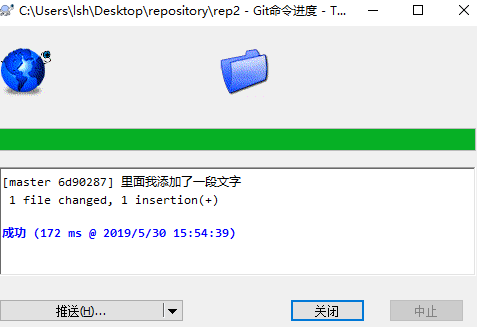 C:\Users\lsh\Desktop\repository\rep2 - Git命令进度 - T...
[master 6d90287] 里面我添加了一段文字
1 file changed, 1 insertion(+)
成功 (172 ms @ 2019/5/30 15:54:39)
推送(H)...
关闭
中止